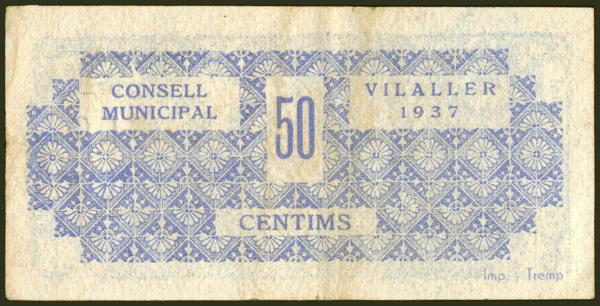 CONSELL
MUNICIPAL
50
VILALLER
1937
CENTIMS
Imp. - Tremp